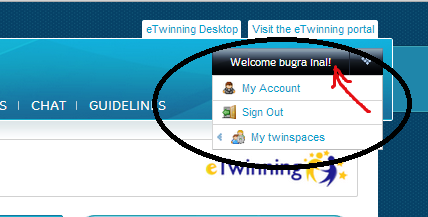 eTwinning Desktop Visit the eTwinning portal
Welcome bugra inal!
My Account
S CHAT GUIDELINES
Sign Out
My twinspaces
eTwinning